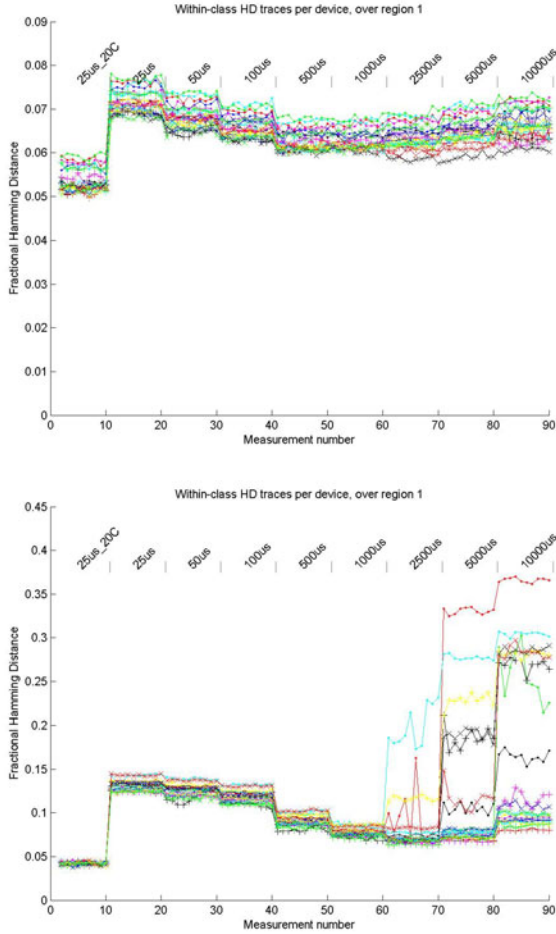 Within-class HD traces per device, over region 1
0.09
0.08
0.07
0.06
0.05
0.04
0.03
0.02
0.01
0
Fractional Hamming Distance
25us_20C
25us
50us
100us
500us
1000us
2500us
5000us
10000us
0 10 20 30 40 50 60 70 80 90
Measurement number
Within-class HD traces per device, over region 1
0.45
0.4
0.35
0.3
0.25
0.2
0.15
0.1
0.05
0
Fractional Hamming Distance
25us_20C
25us
50us
100us
500us
1000us
2500us
5000us
10000us
0 10 20 30 40 50 60 70 80 90
Measurement number